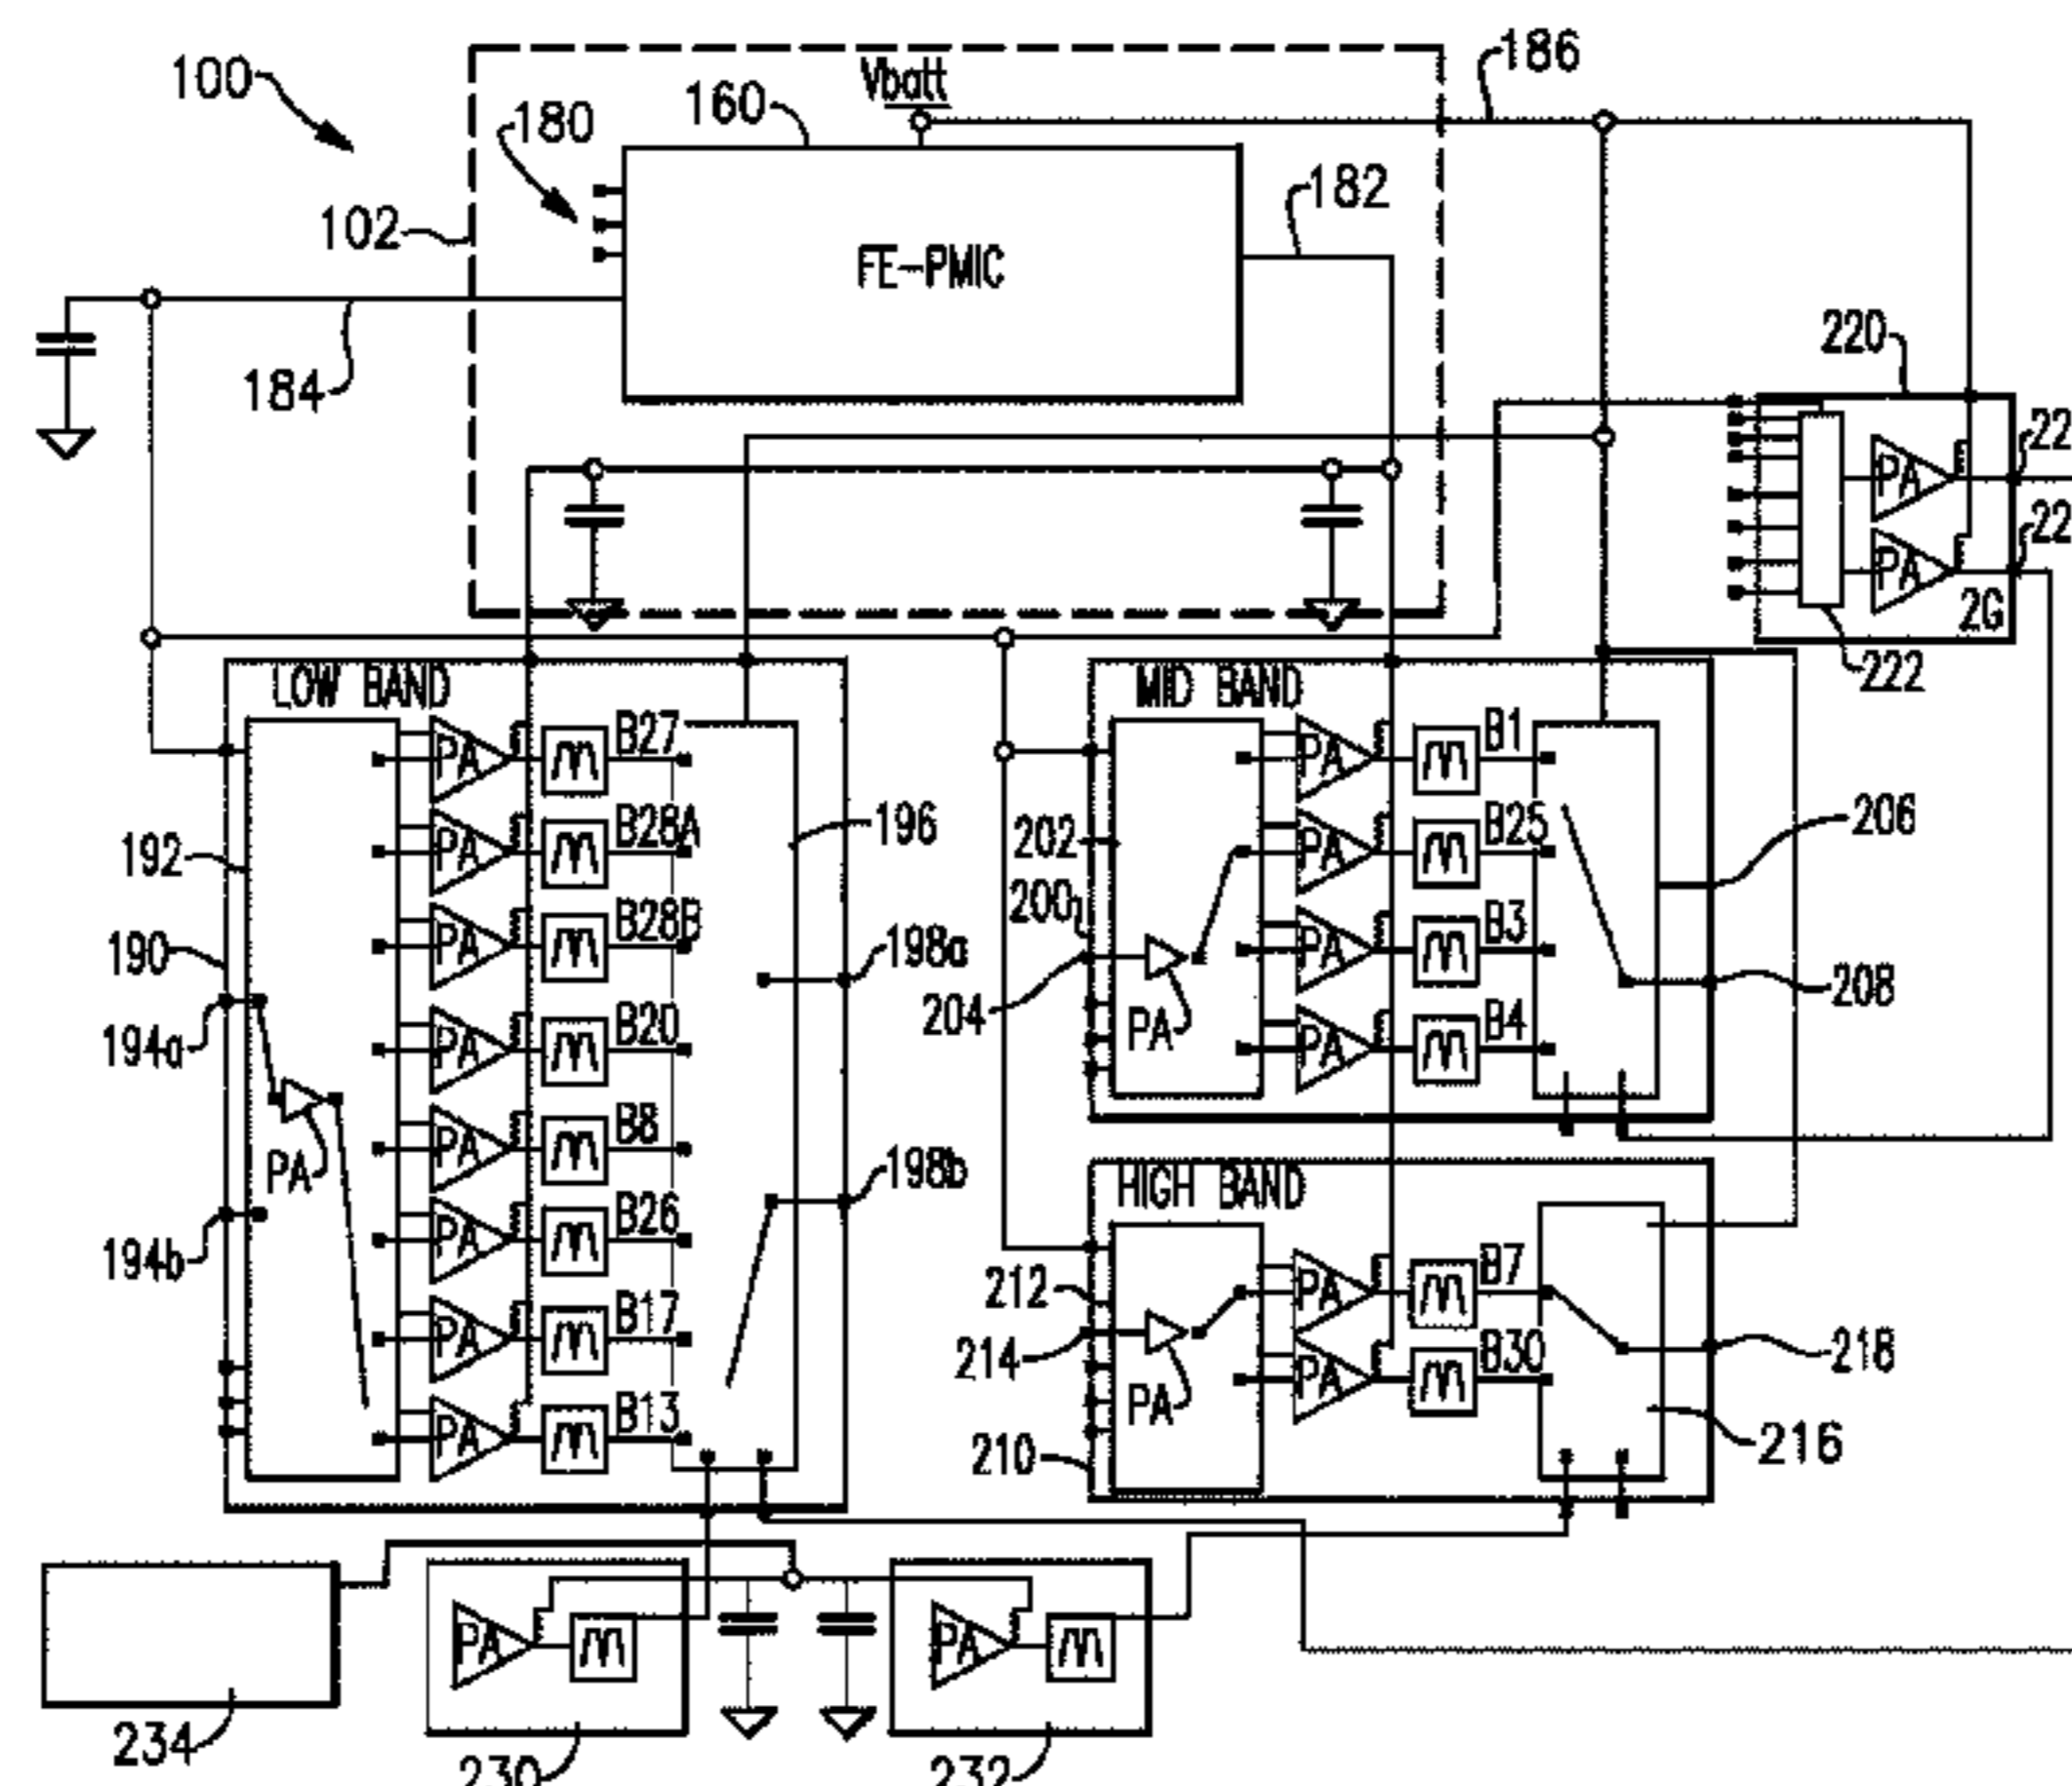 100
186
Vbatt
160
180
182
102
FE-PMIC
184
220
PA
PA
2G
222
LOW BAND
PA B27
PA B28A
PA B28B
PA B20
PA B8
PA B26
PA B17
PA B13
192
190
194a
PA
194b
196
198a
198b
MID BAND
PA B1
PA B25
PA B3
PA B4
202
200
204
PA
206
208
HIGH BAND
PA B7
PA B30
212
214
PA
210
218
216
PA
PA
234
230
232